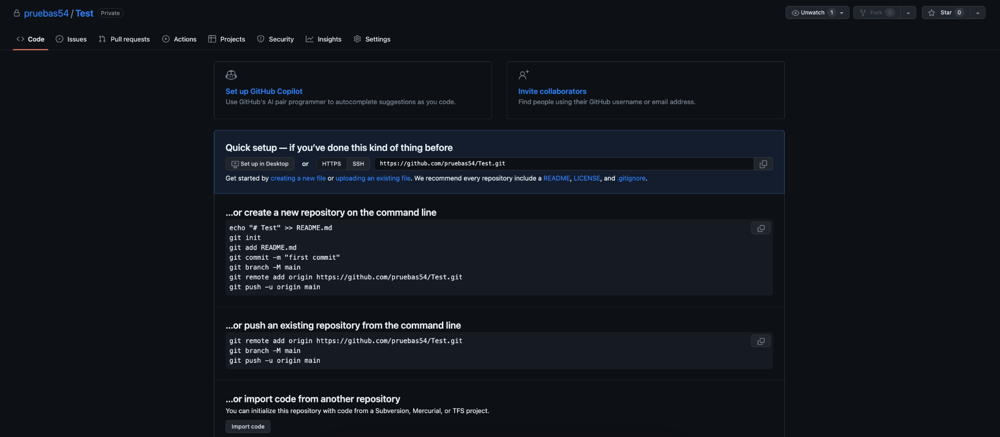 pruebas54 / Test Private
Unwatch 1 Fork 0 Star 0
Code Issues Pull requests Actions Projects Security Insights Settings
Set up GitHub Copilot
Use GitHub's AI pair programmer to autocomplete suggestions as you code.
Invite collaborators
Find people using their GitHub username or email address.
Quick setup — if you’ve done this kind of thing before
Set up in Desktop or HTTPS SSH https://github.com/pruebas54/Test.git
Get started by creating a new file or uploading an existing file. We recommend every repository include a README, LICENSE, and .gitignore.
…or create a new repository on the command line
echo "# Test" >> README.md
git init
git add README.md
git commit -m "first commit"
git branch -M main
git remote add origin https://github.com/pruebas54/Test.git
git push -u origin main
…or push an existing repository from the command line
git remote add origin https://github.com/pruebas54/Test.git
git branch -M main
git push -u origin main
…or import code from another repository
You can initialize this repository with code from a Subversion, Mercurial, or TFS project.
Import code